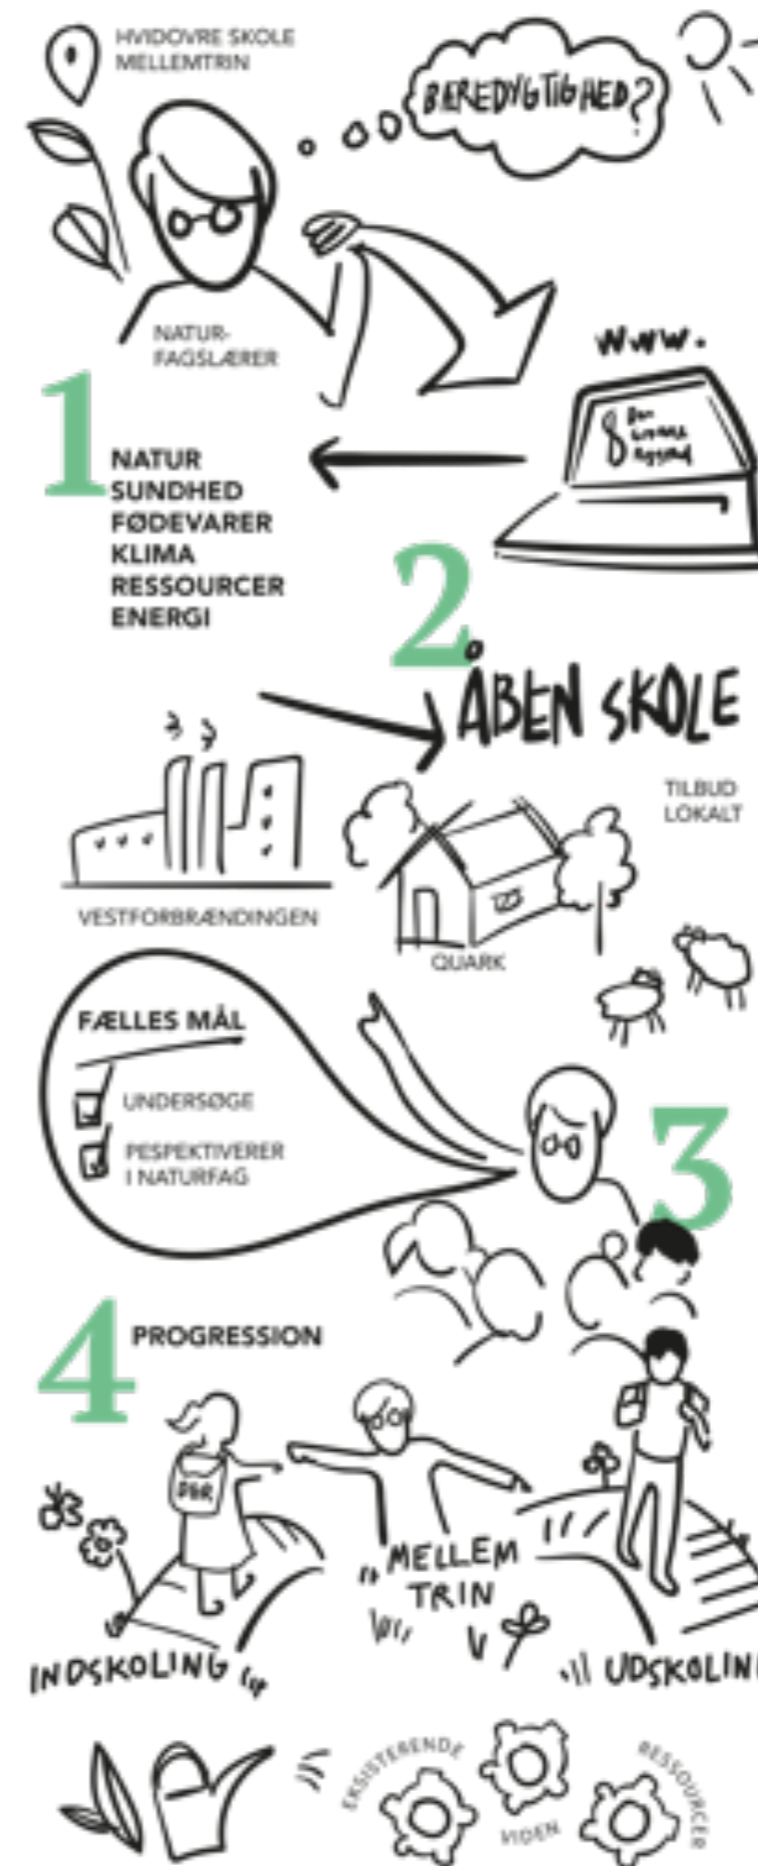 HVIDOVRE SKOLE
MELLEMTRIN
BÆREDYGTIGHED?
NATUR-
FAGSLÆRER
www.
1
NATUR
SUNDHED
FØDEVARER
KLIMA
RESSOURCER
ENERGI
2
ÅBEN SKOLE
TILBUD
LOKALT
VESTFORBRÆNDINGEN
QUARK
FÆLLES MÅL
UNDERSØGE
PESPEKTIVERER
I NATURFAG
3
4
PROGRESSION
MELLEM
TRIN
INDSKOLING
UDSKOLIN
EKSISTERENDE
VIDEN
RESSOURCER